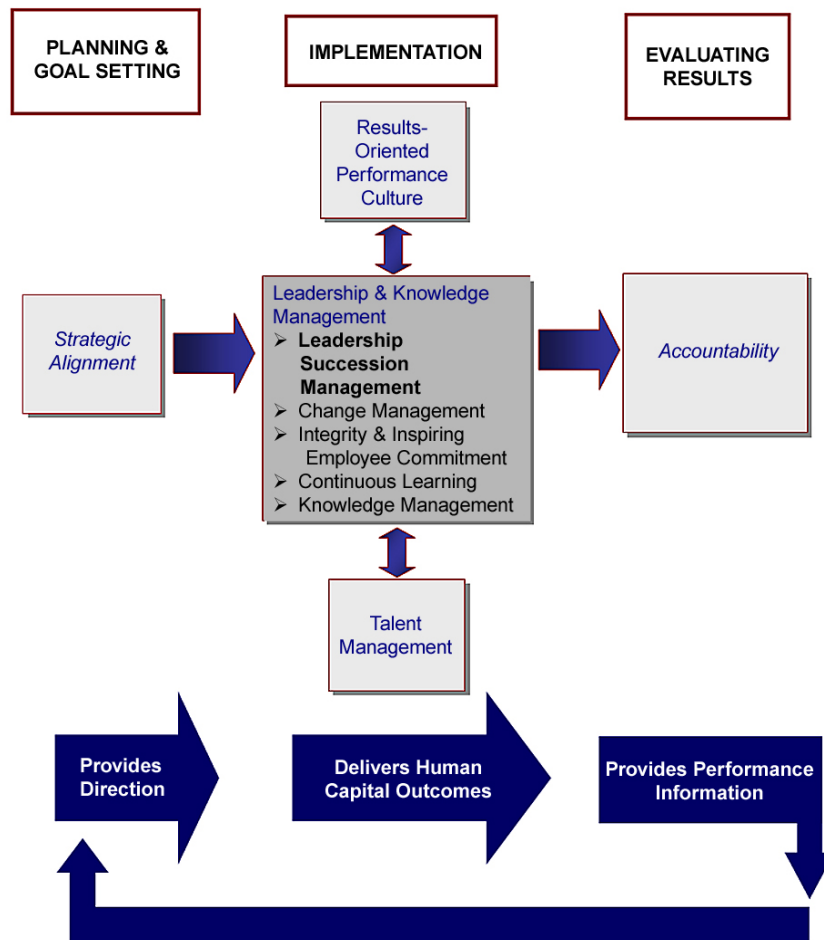 PLANNING &
GOAL SETTING
IMPLEMENTATION
EVALUATING
RESULTS
Results-
Oriented
Performance
Culture
Strategic
Alignment
Leadership & Knowledge
Management
➢ Leadership
Succession
Management
➢ Change Management
➢ Integrity & Inspiring
Employee Commitment
➢ Continuous Learning
➢ Knowledge Management
Accountability
Talent
Management
Provides
Direction
Delivers Human
Capital Outcomes
Provides Performance
Information